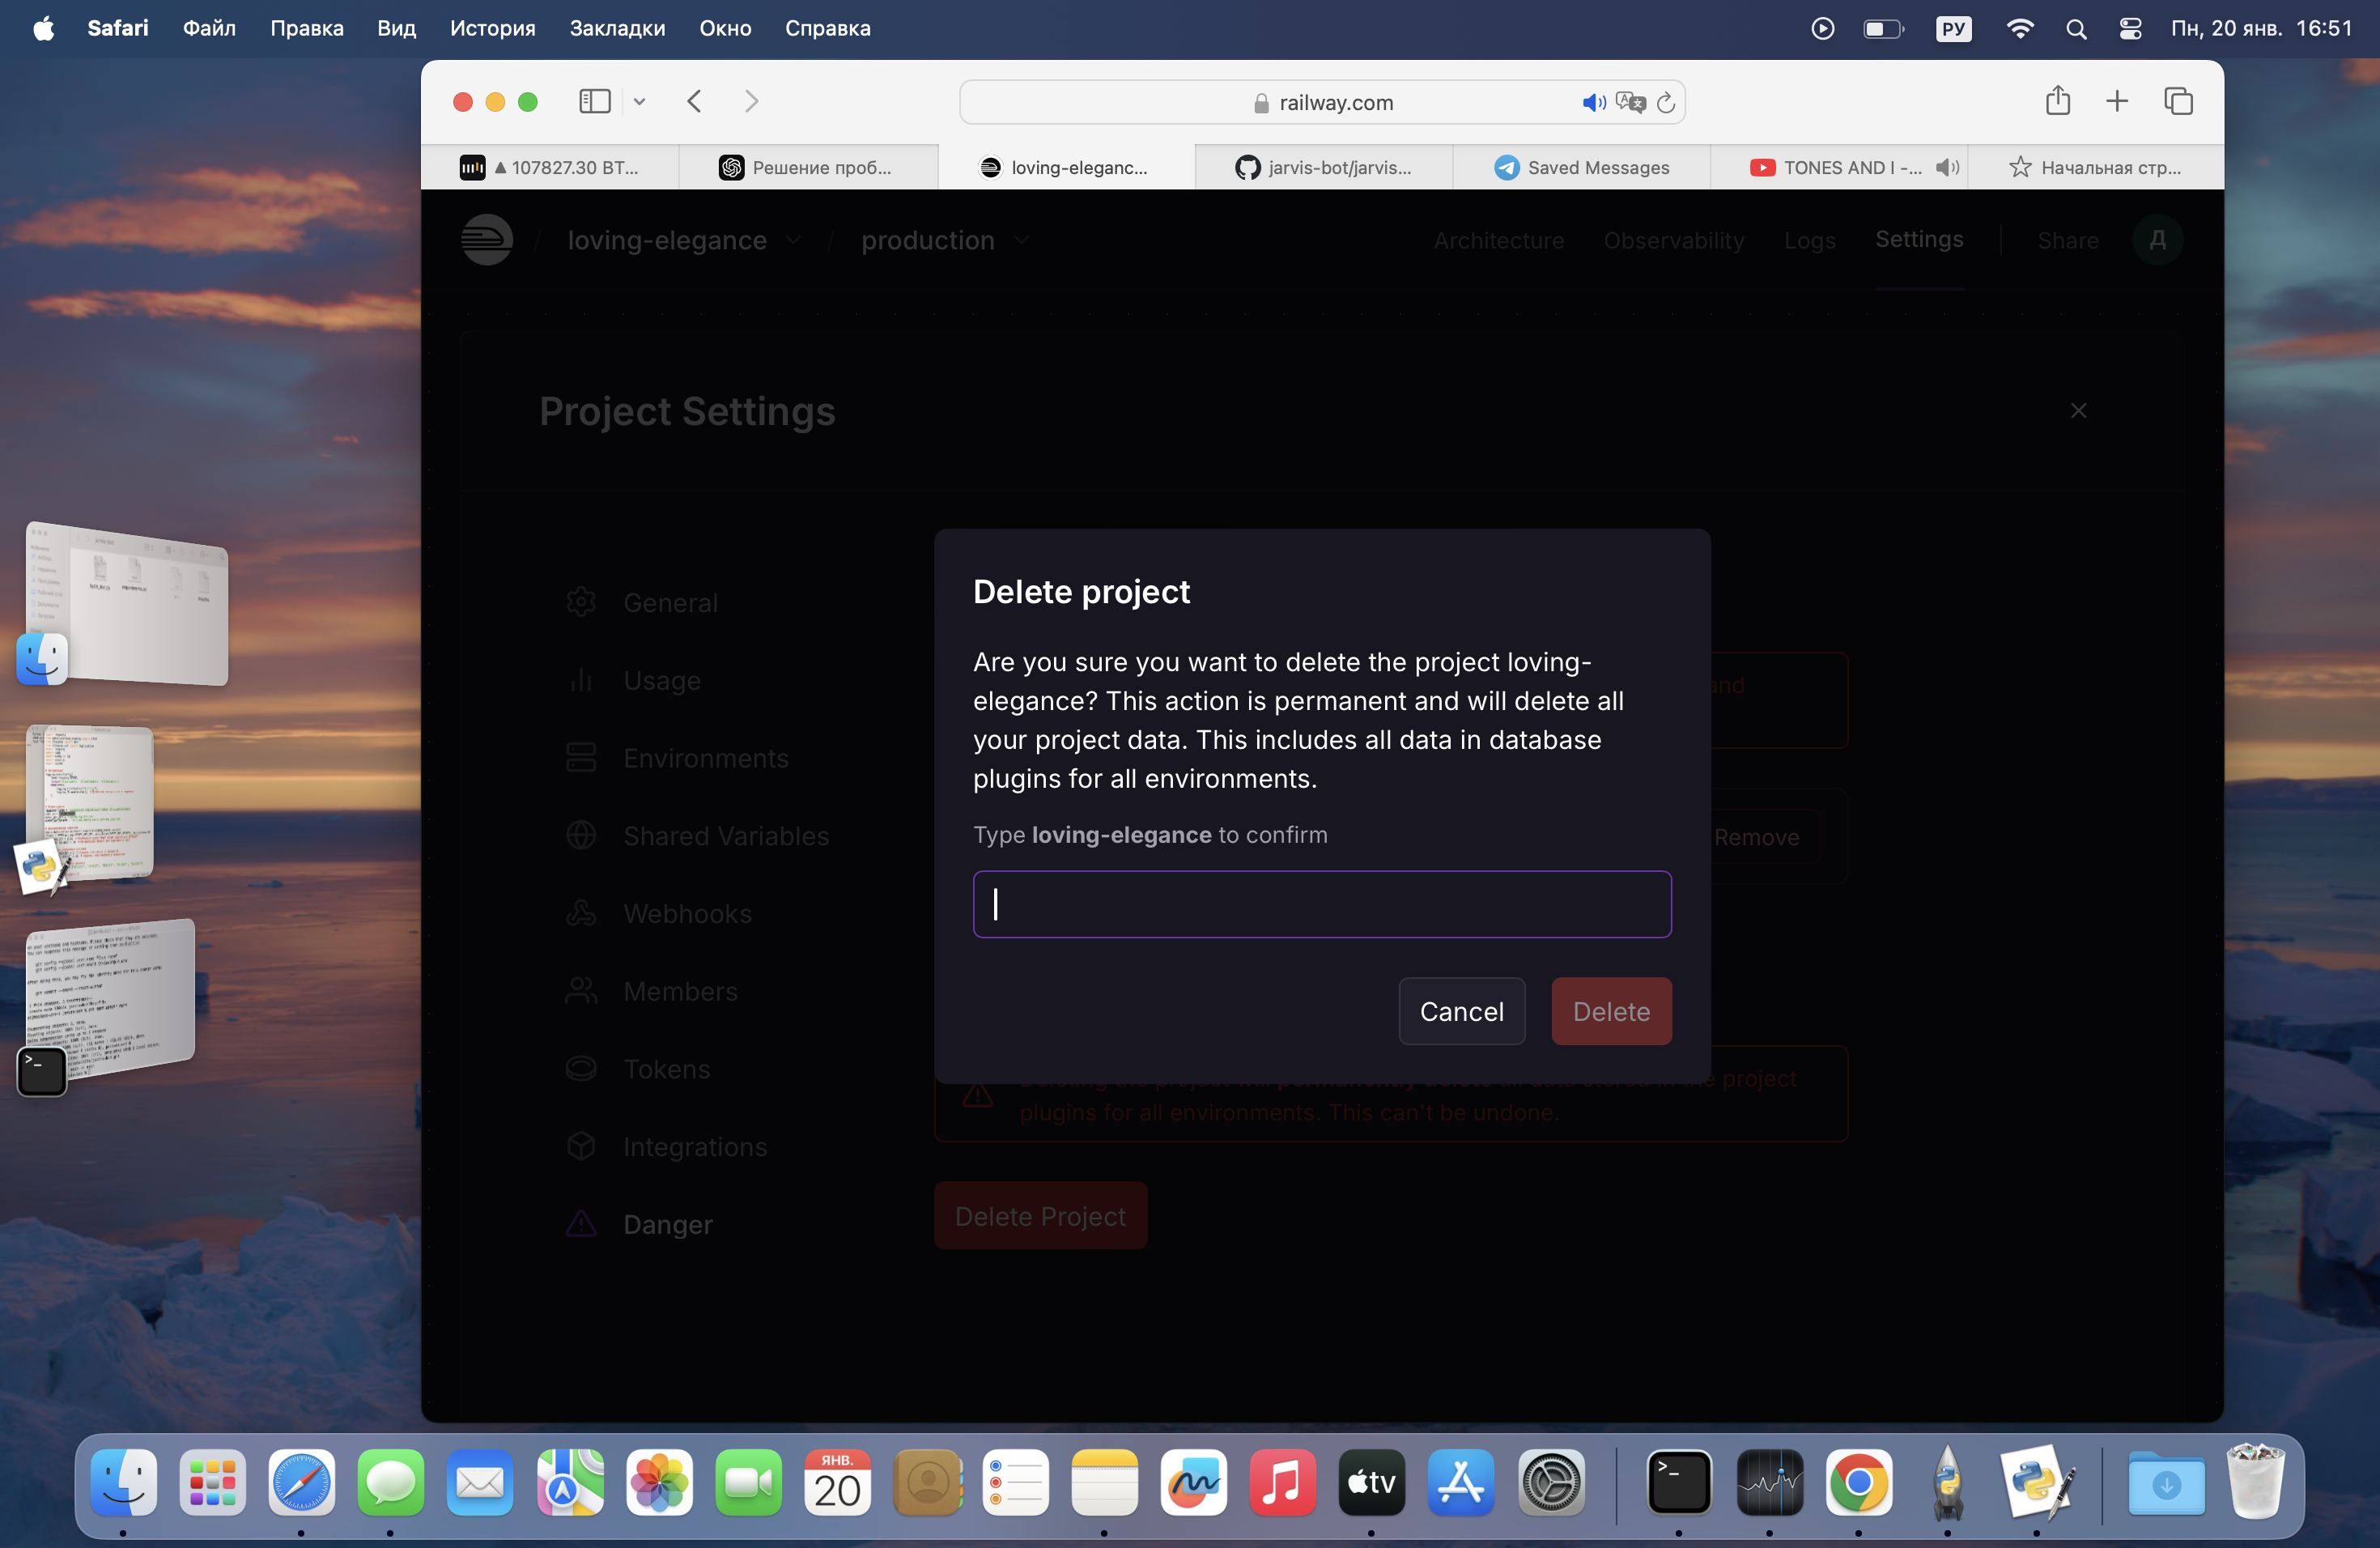 Safari Файл Правка Вид История Закладки Окно Справка РУ Пн, 20 янв. 16:51
railway.com
107827.30 BT... Решение проб... loving-eleganc... jarvis-bot/jarvis... Saved Messages TONES AND I -... Начальная стр...
/ loving-elegance / production Architecture Observability Logs Settings Share Д
Project Settings
General
Usage
Environments
Shared Variables
Webhooks
Members
Tokens
Integrations
Danger
Delete project
Are you sure you want to delete the project loving-
elegance? This action is permanent and will delete all
your project data. This includes all data in database
plugins for all environments.
Type loving-elegance to confirm
Cancel Delete
and
Remove
project
plugins for all environments. This can't be undone.
Delete Project
ЯНВ.
20
tv